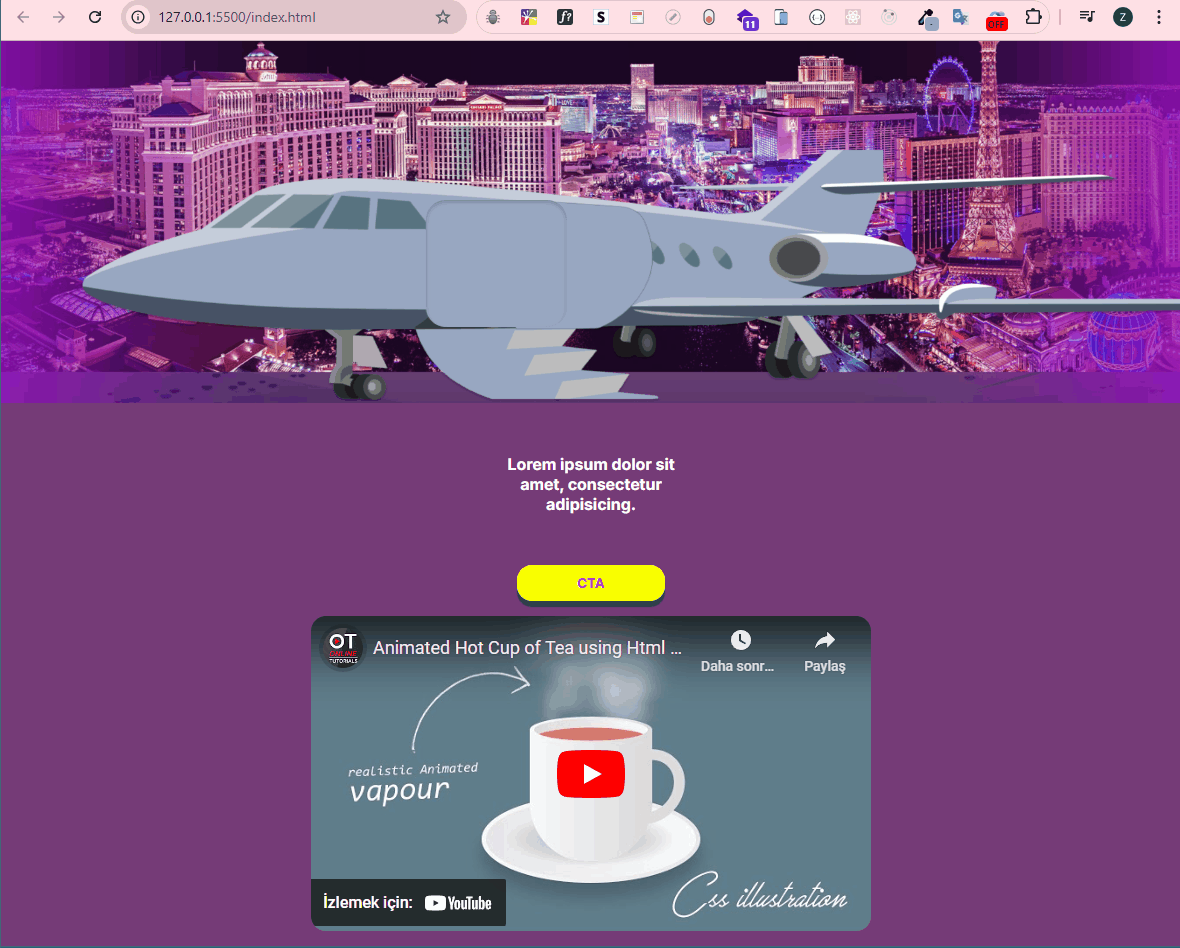 127.0.0.1:5500/index.html
f?
S
11
OFF
Z
CAESARS PALACE
Lorem ipsum dolor sit
amet, consectetur
adipisicing.
CTA
OT
ONLINE
TUTORIALS
Animated Hot Cup of Tea using Html ...
Daha sonr...
Paylaş
realistic Animated
vapour
İzlemek için:
YouTube
Css illustration